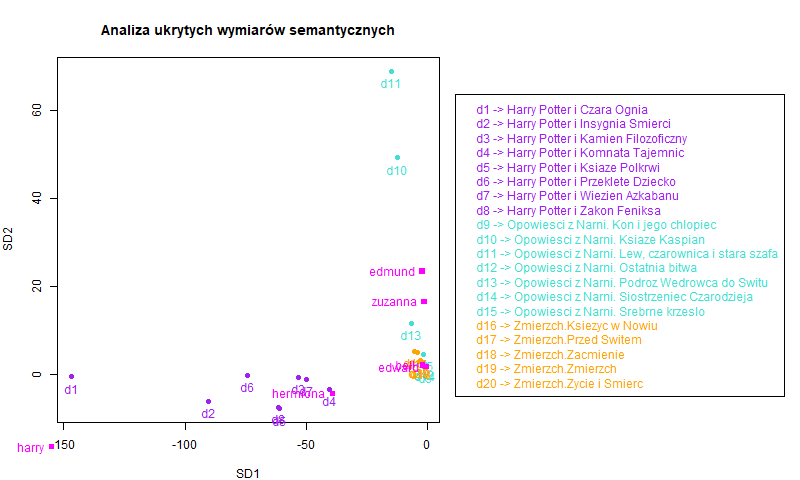 Analiza ukrytych wymiarów semantycznych
SD2
60
40
20
0
d11
d10
edmund
zuzanna
d13
edward
d1
d6
d2
d4
hermiona
harry
-150
-100
-50
0
SD1
d1 -> Harry Potter i Czara Ognia
d2 -> Harry Potter i Insygnia Smierci
d3 -> Harry Potter i Kamien Filozoficzny
d4 -> Harry Potter i Komnata Tajemnic
d5 -> Harry Potter i Ksiaze Polkrwi
d6 -> Harry Potter i Przeklete Dziecko
d7 -> Harry Potter i Wiezien Azkabanu
d8 -> Harry Potter i Zakon Feniksa
d9 -> Opowiesci z Narni. Kon i jego chlopiec
d10 -> Opowiesci z Narni. Ksiaze Kaspian
d11 -> Opowiesci z Narni. Lew, czarownica i stara szafa
d12 -> Opowiesci z Narni. Ostatnia bitwa
d13 -> Opowiesci z Narni. Podroz Wedrowca do Switu
d14 -> Opowiesci z Narni. Siostrzeniec Czarodzieja
d15 -> Opowiesci z Narni. Srebrne krzeslo
d16 -> Zmierzch.Ksiezyc w Nowiu
d17 -> Zmierzch.Przed Switem
d18 -> Zmierzch.Zacmienie
d19 -> Zmierzch.Zmierzch
d20 -> Zmierzch.Zycie i Smierc